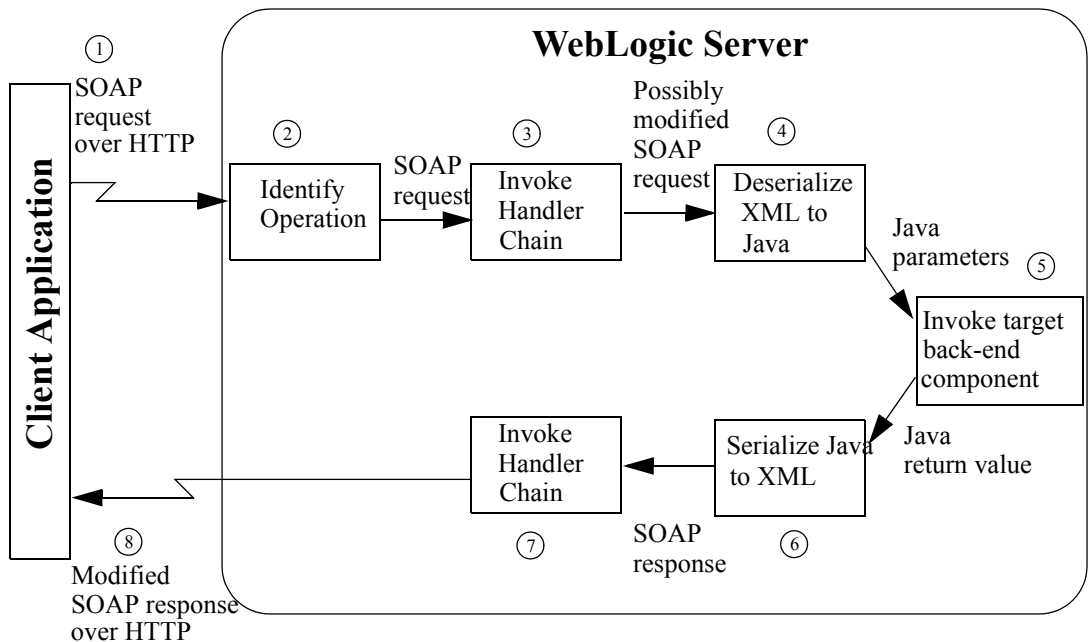 WebLogic Server
1
SOAP
request
over HTTP
Client Application
2
Identify
Operation
SOAP
request
3
Invoke
Handler
Chain
Possibly
modified
SOAP
request
4
Deserialize
XML to
Java
Java
parameters
5
Invoke target
back-end
component
Java
return value
Serialize Java
to XML
6
SOAP
response
Invoke
Handler
Chain
7
8
Modified
SOAP response
over HTTP